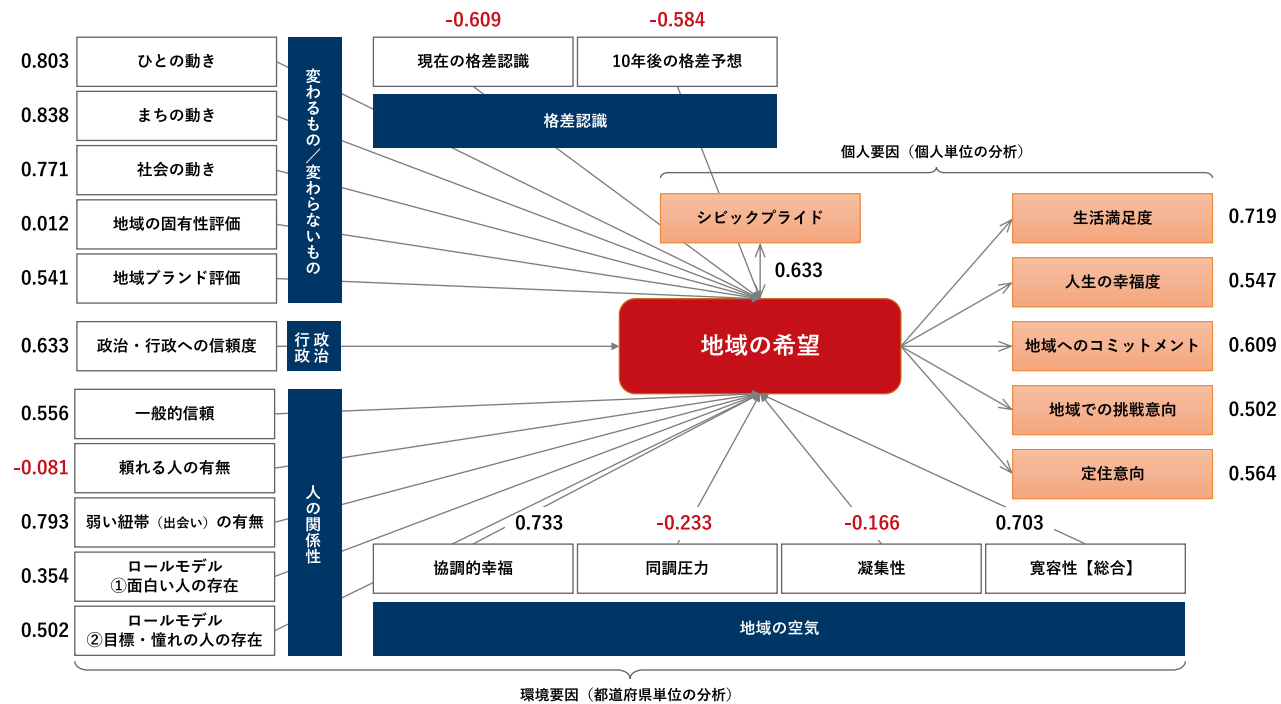 -0.609
-0.584
0.803
ひとの動き
0.838
まちの動き
0.771
社会の動き
0.012
地域の固有性評価
0.541
地域ブランド評価
変わるもの／変わらないもの
現在の格差認識
10年後の格差予想
格差認識
個人要因（個人単位の分析）
シビックプライド
0.633
生活満足度
0.719
人生の幸福度
0.547
0.633
政治・行政への信頼度
行政
政治
地域の希望
地域へのコミットメント
0.609
地域での挑戦意向
0.502
定住意向
0.564
0.556
一般的信頼
-0.081
頼れる人の有無
0.793
弱い紐帯（出会い）の有無
0.354
ロールモデル
①面白い人の存在
0.502
ロールモデル
②目標・憧れの人の存在
人の関係性
0.733
-0.233
-0.166
0.703
協調的幸福
同調圧力
凝集性
寛容性【総合】
地域の空気
環境要因（都道府県単位の分析）